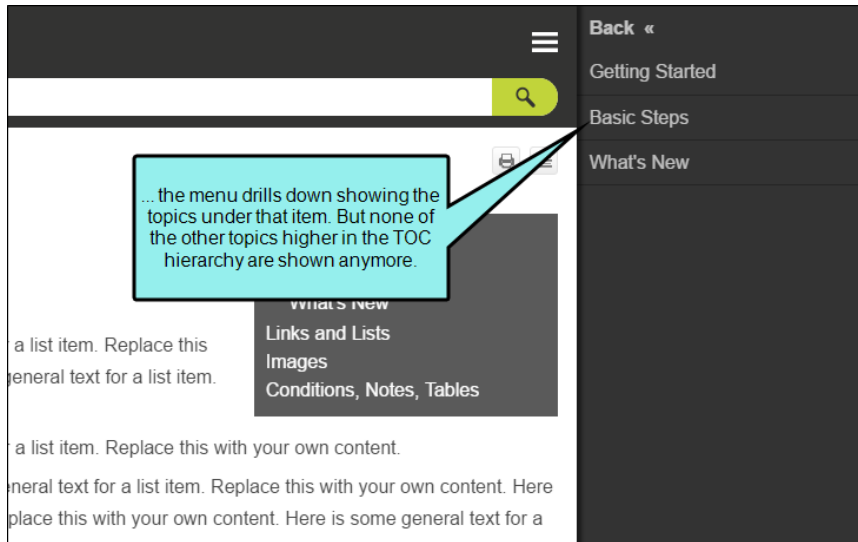 Back «
Getting Started
Basic Steps
What's New
... the menu drills down showing the
topics under that item. But none of
the other topics higher in the TOC
hierarchy are shown anymore.
What's New
Links and Lists
Images
Conditions, Notes, Tables
a list item. Replace this
general text for a list item.
a list item. Replace this with your own content.
eneral text for a list item. Replace this with your own content. Here
place this with your own content. Here is some general text for a